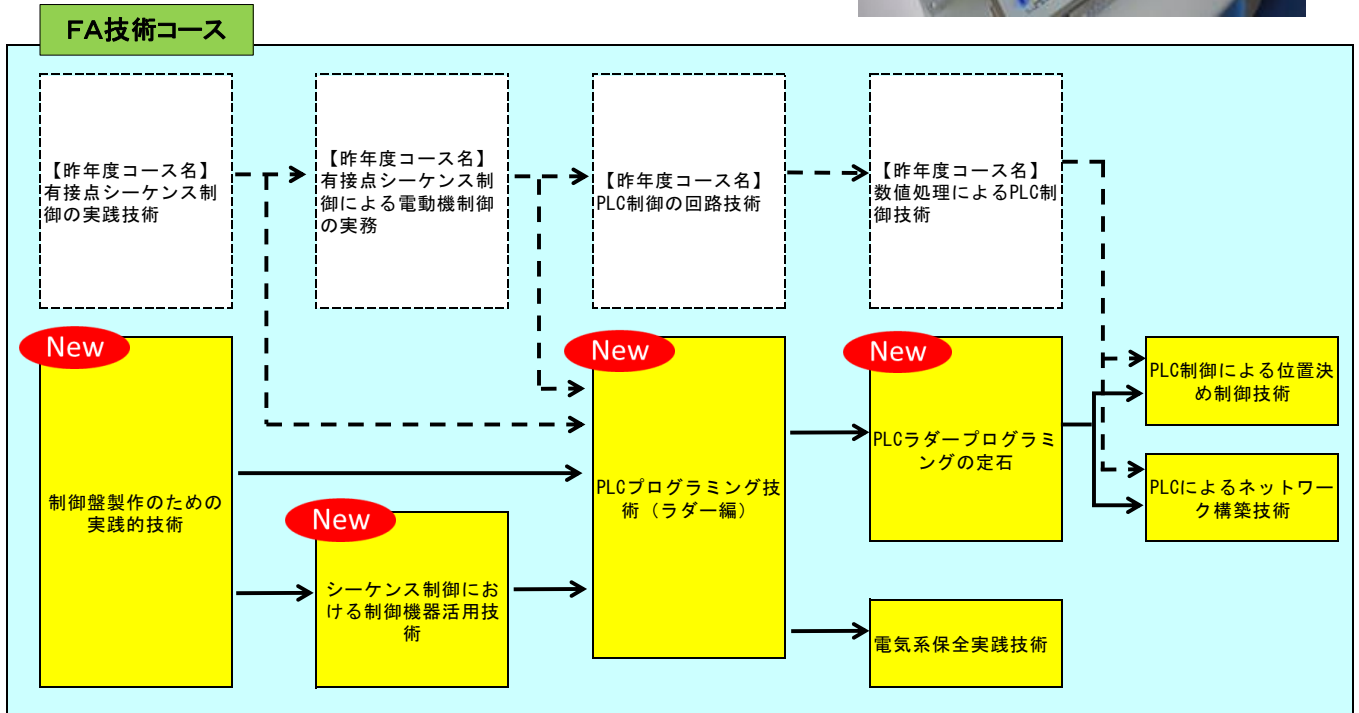 FA技術コース
【昨年度コース名】
有接点シーケンス制
御の実践技術
【昨年度コース名】
有接点シーケンス制
御による電動機制御
の実務
【昨年度コース名】
PLC制御の回路技術
【昨年度コース名】
数値処理によるPLC制
御技術
New
制御盤製作のための
実践的技術
New
シーケンス制御にお
ける制御機器活用技
術
New
PLCプログラミング技
術（ラダー編）
New
PLCラダープログラミ
ングの定石
電気系保全実践技術
PLC制御による位置決
め制御技術
PLCによるネットワー
ク構築技術